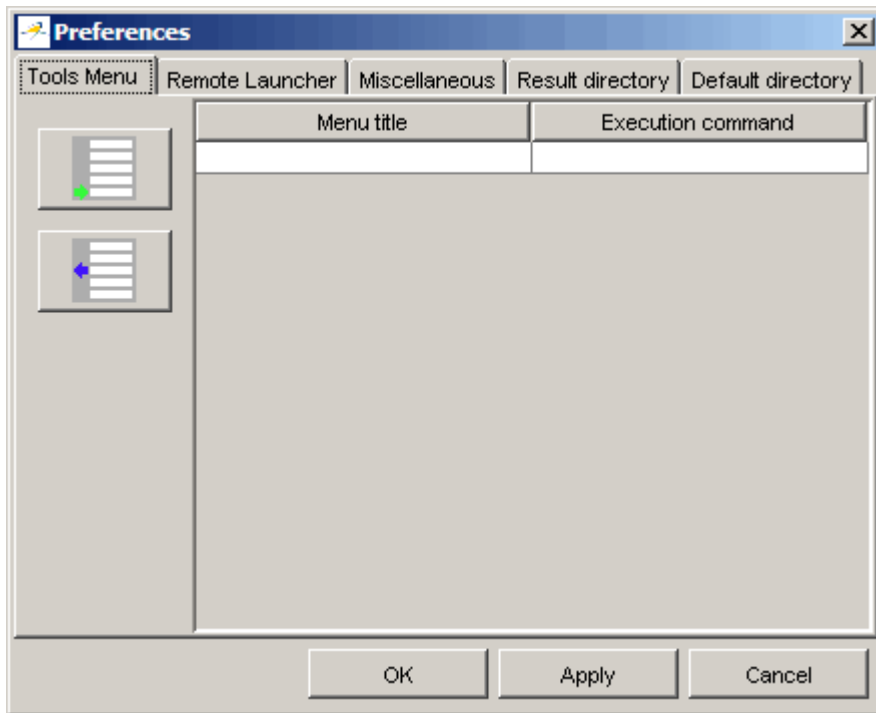 Preferences
Tools Menu Remote Launcher Miscellaneous Result directory Default directory
Menu title Execution command
OK Apply Cancel